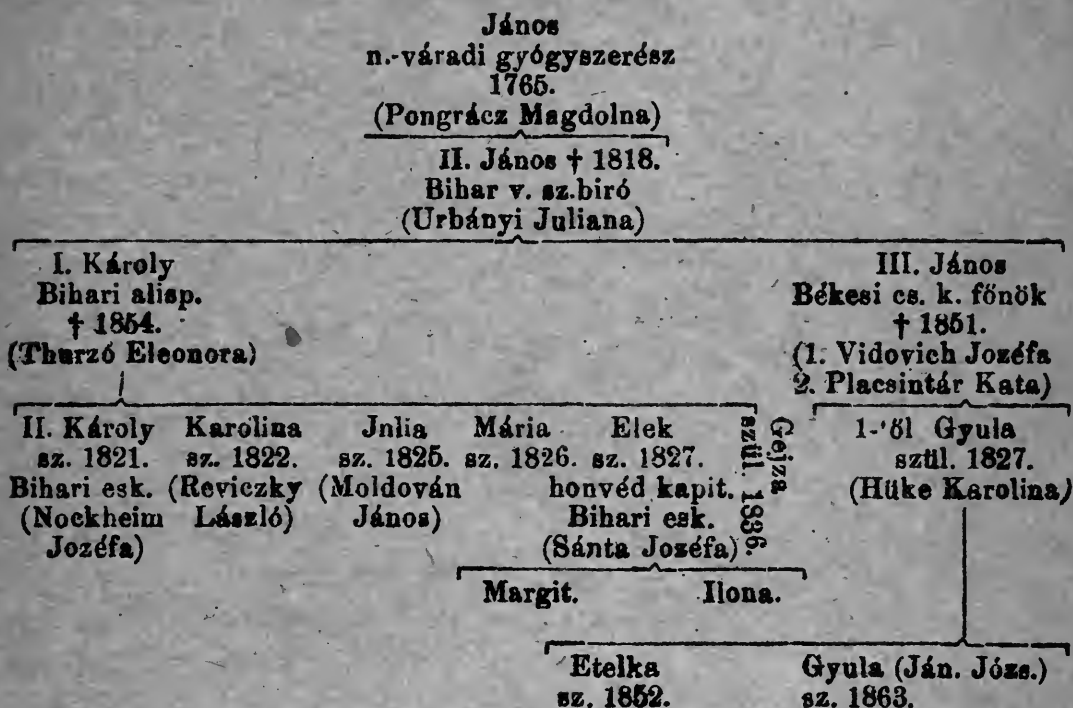 János
n.-váradi gyógyszerész
1765.
(Pongrácz Magdolna)
II. János † 1818.
Bihar v. sz.biró
(Urbányi Juliana)
I. Károly
Bihari alisp.
† 1854.
(Thurzó Eleonora)
III. János
Békesi cs. k. főnök
† 1851.
(1. Vidovich Jozéfa
2. Placsintár Kata)
II. Károly
sz. 1821.
Bihari esk.
(Nockheim
Jozéfa)
Karolina
sz. 1822.
(Reviczky
László)
Jnlia
sz. 1825.
(Moldován
János)
Mária
sz. 1826.
Elek
sz. 1827.
honvéd kapit.
Bihari esk.
(Sánta Jozéfa)
Gejza
szül. 1836.
1-ől Gyula
szül. 1827.
(Hüke Karolina)
Margit.
Ilona.
Etelka
sz. 1852.
Gyula (Ján. Józs.)
sz. 1863.